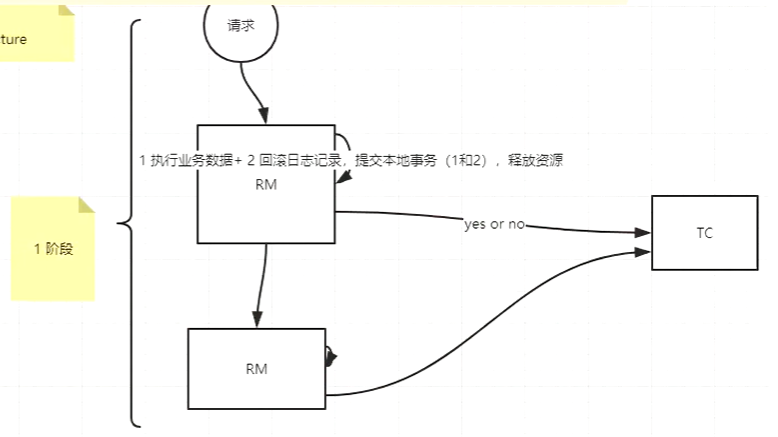 ture
请求
1 执行业务数据+ 2 回滚日志记录，提交本地事务（1和2），释放资源
RM
yes or no
TC
1 阶段
RM